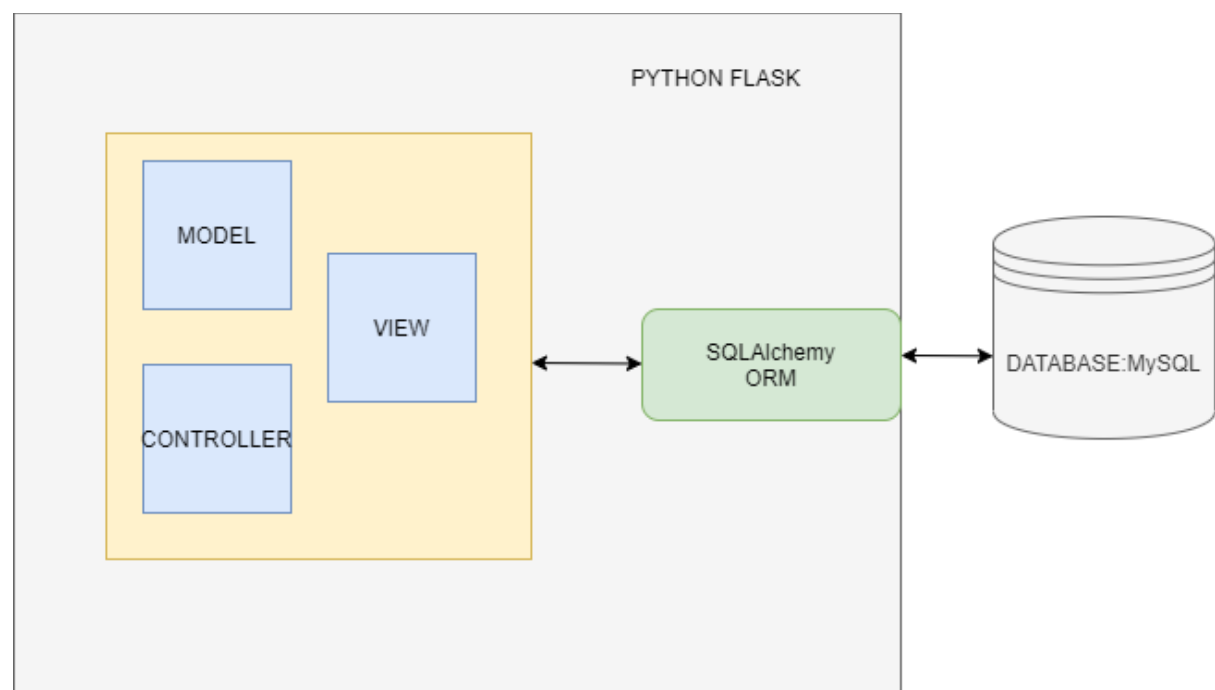 PYTHON FLASK
MODEL
VIEW
CONTROLLER
SQLAlchemy
ORM
DATABASE:MySQL